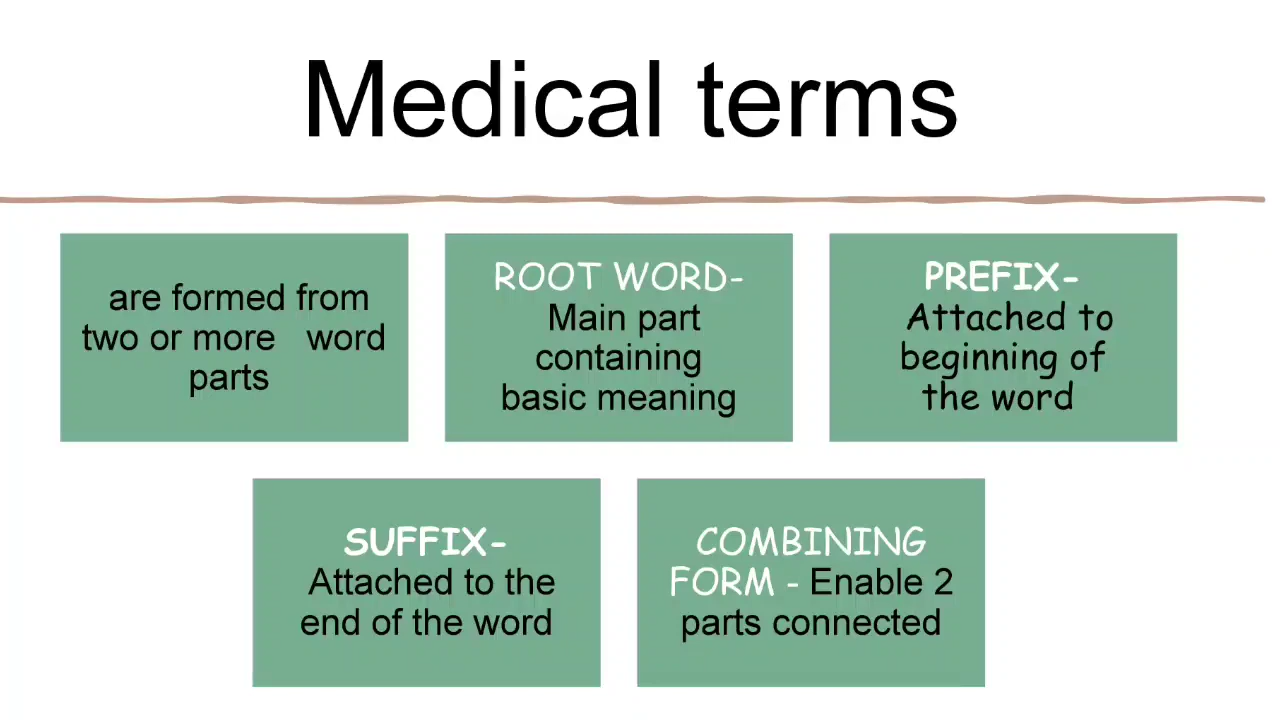 Medical terms
are formed from
two or more word
parts
ROOT WORD-
Main part
containing
basic meaning
PREFIX-
Attached to
beginning of
the word
SUFFIX-
Attached to the
end of the word
COMBINING
FORM - Enable 2
parts connected